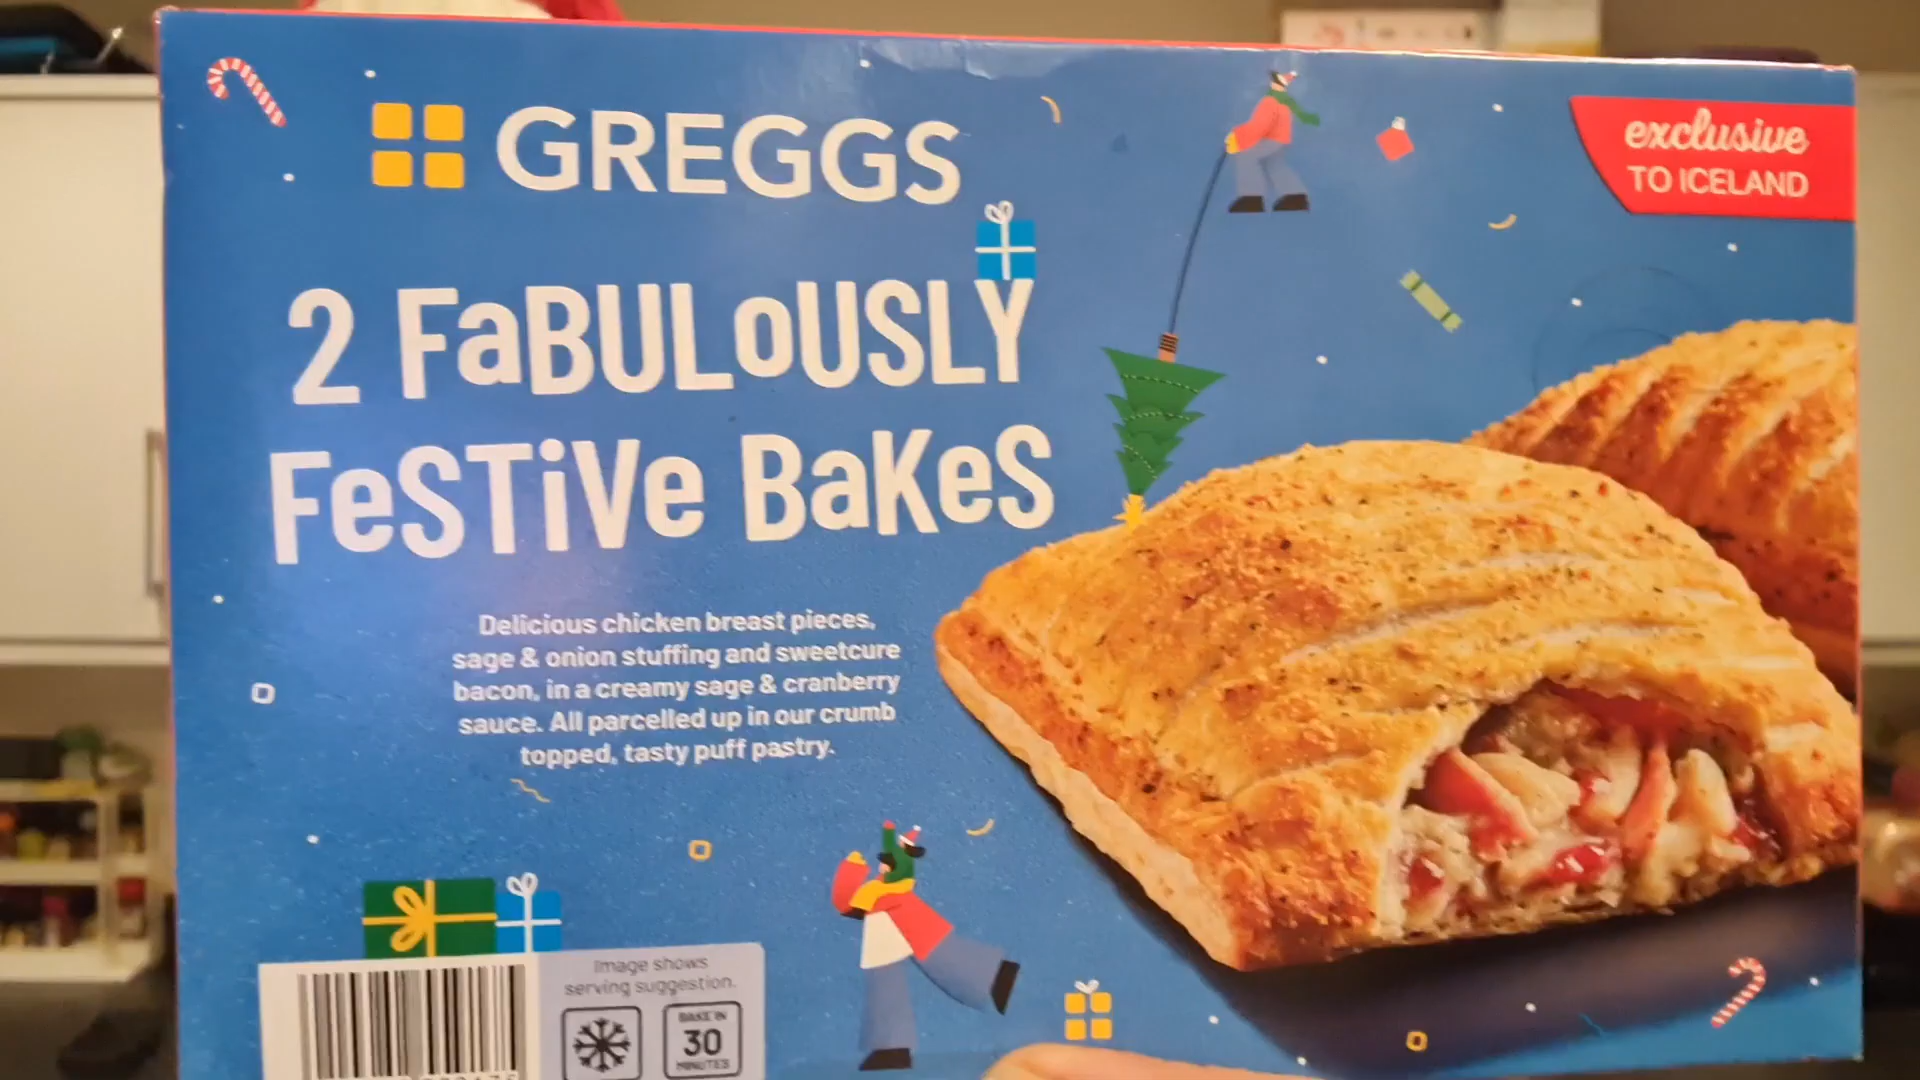 GREGGS
exclusive
TO ICELAND
2 FaBULoUSLY
FeSTiVe BaKeS
Delicious chicken breast pieces,
sage & onion stuffing and sweetcure
bacon, in a creamy sage & cranberry
sauce. All parcelled up in our crumb
topped, tasty puff pastry.
Image shows
serving suggestion.
BAKE IN
30
MINUTES